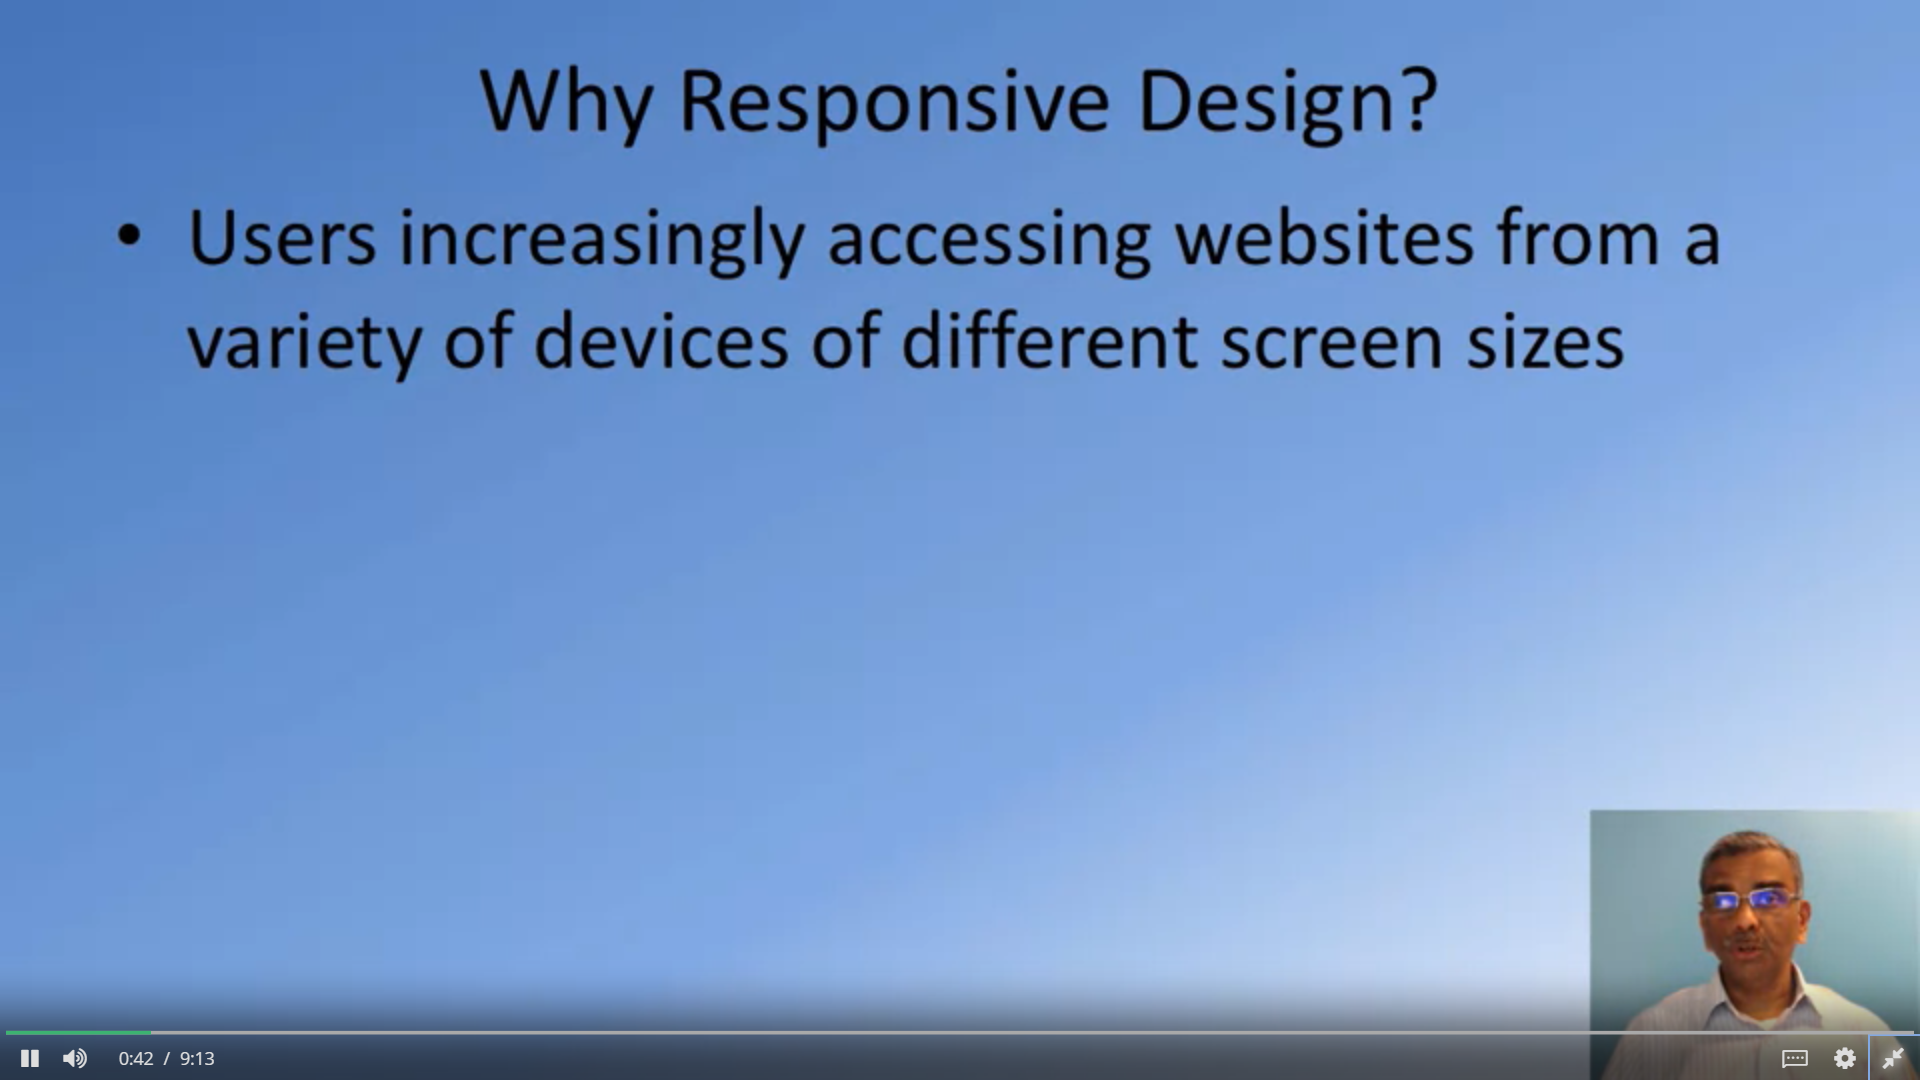 Why Responsive Design?
• Users increasingly accessing websites from a
variety of devices of different screen sizes
0:42 / 9:13